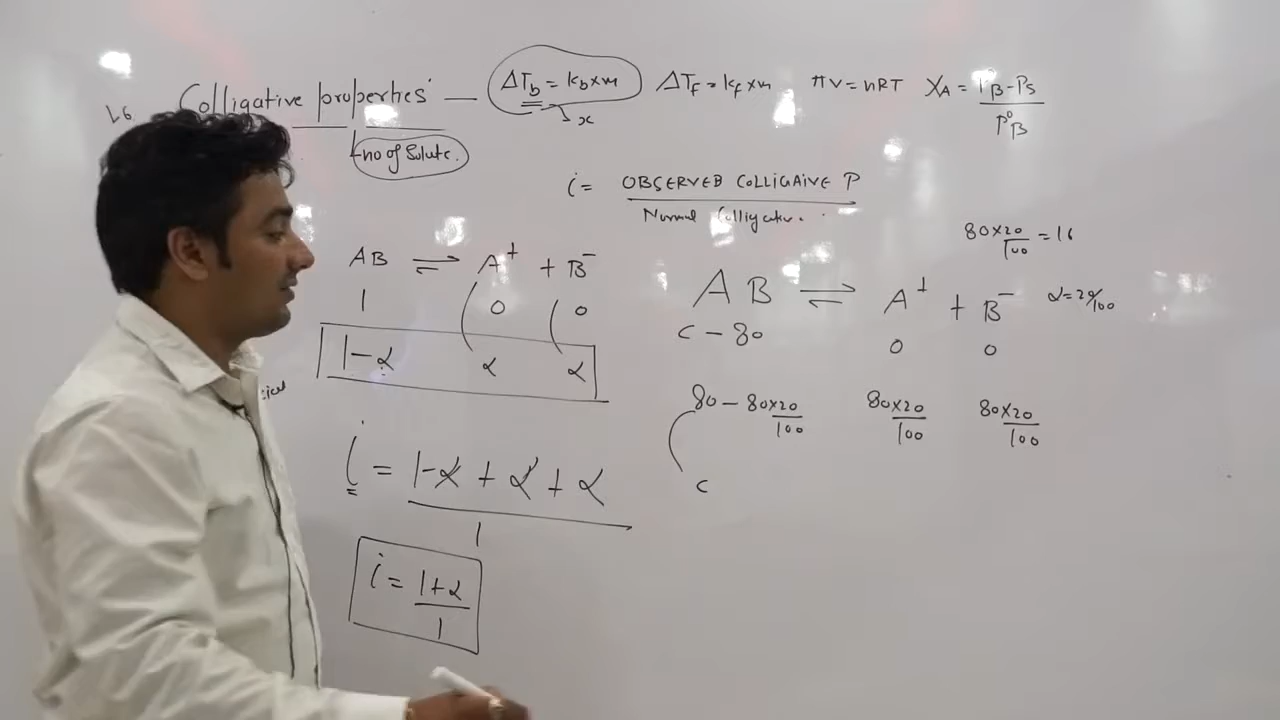 L6 Colligative properties — ΔTb = kb×m ΔTf = kf×m πV = nRT XA = P°B - Ps / P°B
x
no of Solute.
i = OBSERVEB COLLIGAIVE P / Normal Colligative..
80×20/100 = 16
AB ⇌ A⁺ + B⁻
1 0 0
1-α α α
i = 1-α + α + α / 1
i = 1+α / 1
AB ⇌ A⁺ + B⁻ α = 20/100
C - 80 0 0
80 - 80×20/100 80×20/100 80×20/100
C